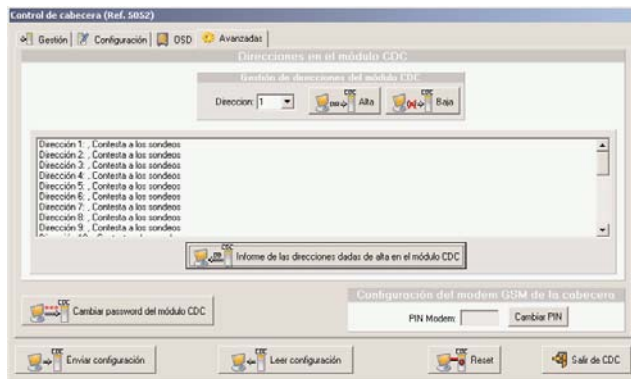 Control de cabecera (Ref. 5052)
Gestión Configuración OSD Avanzadas
Direcciones en el módulo CDC
Gestión de direcciones del módulo CDC
Direccion: 1 CDC Alta CDC Baja
Dirección 1: , Contesta a los sondeos
Dirección 2: , Contesta a los sondeos
Dirección 3: , Contesta a los sondeos
Dirección 4: , Contesta a los sondeos
Dirección 5: , Contesta a los sondeos
Dirección 6: , Contesta a los sondeos
Dirección 7: , Contesta a los sondeos
Dirección 8: , Contesta a los sondeos
Dirección 9: , Contesta a los sondeos
CDC Informe de las direcciones dadas de alta en el módulo CDC
Configuración del modem GSM de la cabecera
CDC Cambiar password del módulo CDC
PIN Modem: Cambiar PIN
CDC Enviar configuración CDC Leer configuración CDC Reset Salir de CDC